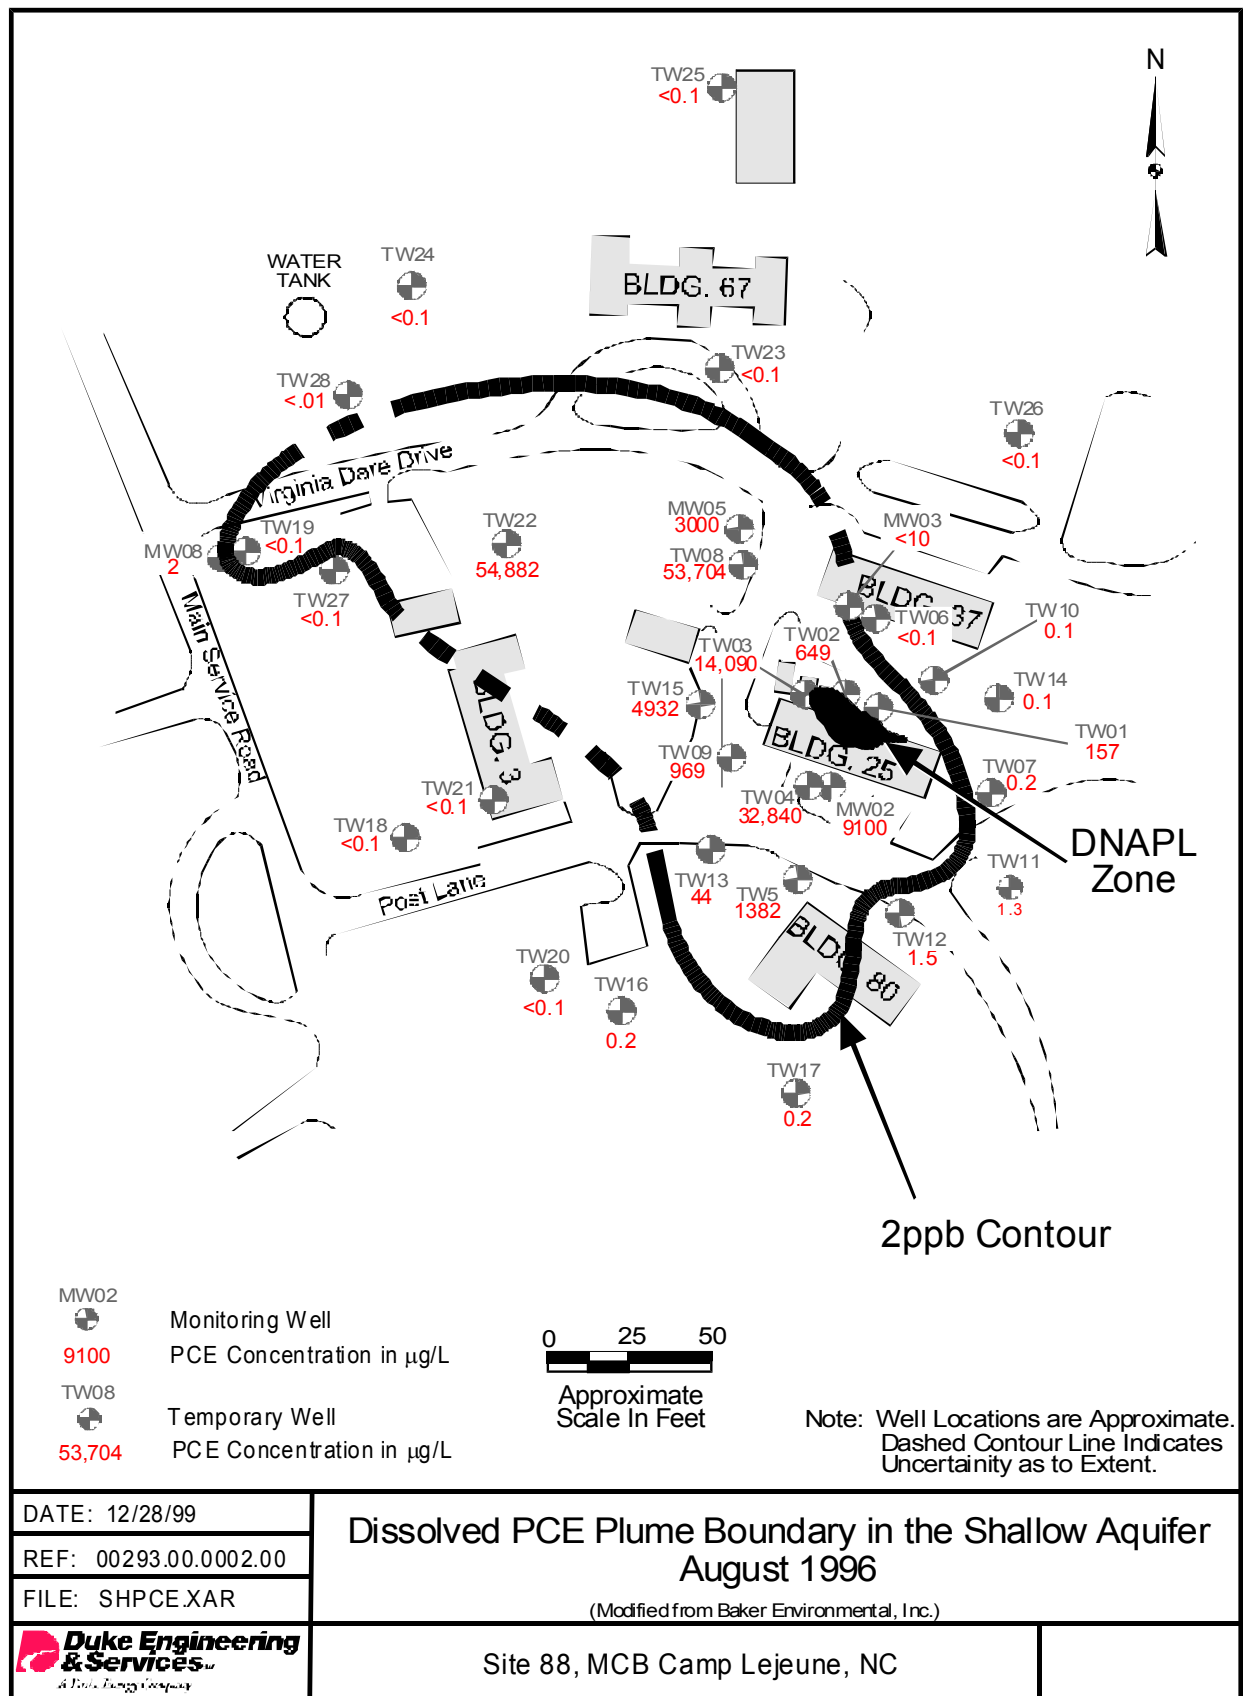 N
TW25
<0.1
TW24
<0.1
WATER
TANK
BLDG. 67
TW23
<0.1
TW28
<.01
TW26
<0.1
Virginia Dare Drive
MW05
3000
MW03
<10
TW19
<0.1
TW22
54,882
MW08
2
TW08
53,704
TW27
<0.1
BLDG. 37
TW06
<0.1
TW10
0.1
Main Service Road
TW03
14,090
TW02
649
TW14
0.1
TW15
4932
TW01
157
BLDG. 3
TW09
969
BLDG. 25
TW07
0.2
TW21
<0.1
TW04
32,840
MW02
9100
TW18
<0.1
DNAPL
Zone
TW11
1.3
Post Lane
TW13
44
TW5
1382
TW12
1.5
BLDG. 80
TW20
<0.1
TW16
0.2
TW17
0.2
2ppb Contour
MW02
Monitoring Well
9100 PCE Concentration in µg/L
TW08
Temporary Well
53,704 PCE Concentration in µg/L
0 25 50
Approximate
Scale In Feet
Note: Well Locations are Approximate.
Dashed Contour Line Indicates
Uncertainity as to Extent.
DATE: 12/28/99
REF: 00293.00.0002.00
FILE: SHPCE.XAR
Dissolved PCE Plume Boundary in the Shallow Aquifer
August 1996
(Modified from Baker Environmental, Inc.)
Duke Engineering
& Services
Site 88, MCB Camp Lejeune, NC